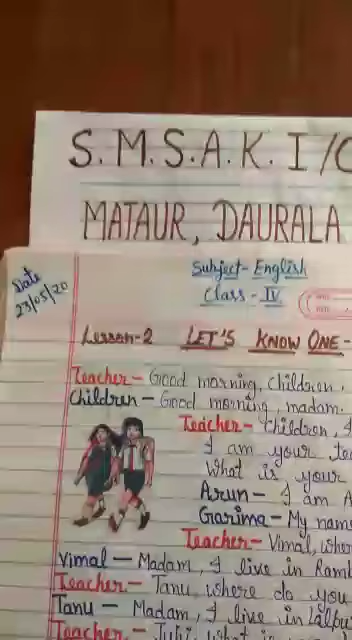 S.M.S.A.K. I/C
MATAUR, DAURALA
Date
23/05/20
Subject- English
Class - IV
Lesson-2 LET'S KNOW ONE-
Teacher- Good morning, children.
Children - Good morning, madam.
Teacher- Children, I
I am your
What is your
Arun- I am A
Garima- My name
Teacher- Vimal, where
Vimal - Madam, I live in
Teacher- Tanu, where do you
Tanu - Madam, I live in
Teacher- Juhi, what is